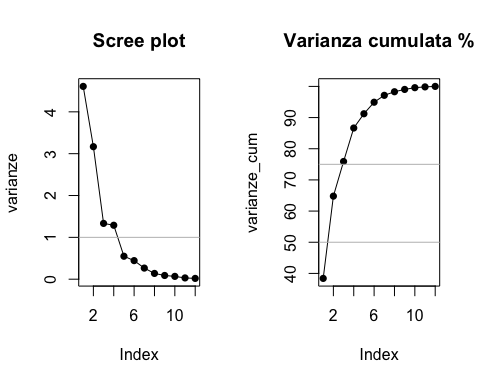 Scree plot
varianze
4
3
2
1
0
2
6
10
Index
Varianza cumulata %
varianze_cum
90
80
70
60
50
40
2
6
10
Index